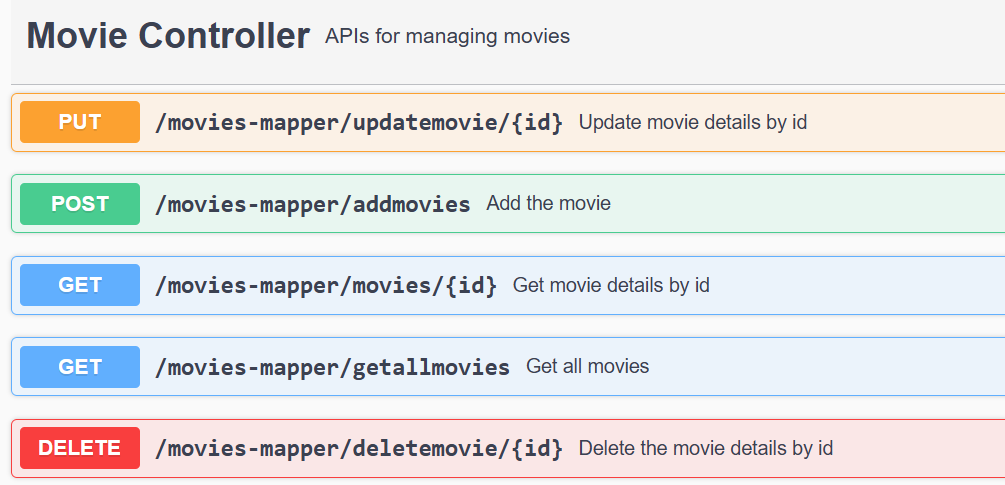 Movie Controller APIs for managing movies
PUT /movies-mapper/updatemovie/{id} Update movie details by id
POST /movies-mapper/addmovies Add the movie
GET /movies-mapper/movies/{id} Get movie details by id
GET /movies-mapper/getallmovies Get all movies
DELETE /movies-mapper/deletemovie/{id} Delete the movie details by id